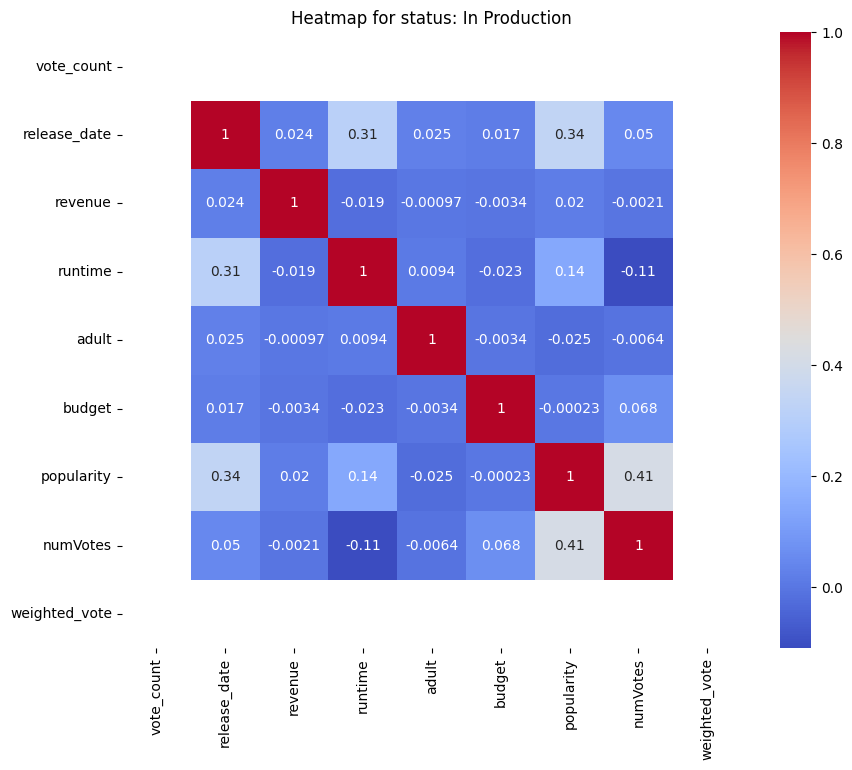 Heatmap for status: In Production
vote_count
release_date 1 0.024 0.31 0.025 0.017 0.34 0.05
revenue 0.024 1 -0.019 -0.00097 -0.0034 0.02 -0.0021
runtime 0.31 -0.019 1 0.0094 -0.023 0.14 -0.11
adult 0.025 -0.00097 0.0094 1 -0.0034 -0.025 -0.0064
budget 0.017 -0.0034 -0.023 -0.0034 1 -0.00023 0.068
popularity 0.34 0.02 0.14 -0.025 -0.00023 1 0.41
numVotes 0.05 -0.0021 -0.11 -0.0064 0.068 0.41 1
weighted_vote
vote_count release_date revenue runtime adult budget popularity numVotes weighted_vote
1.0
0.8
0.6
0.4
0.2
0.0